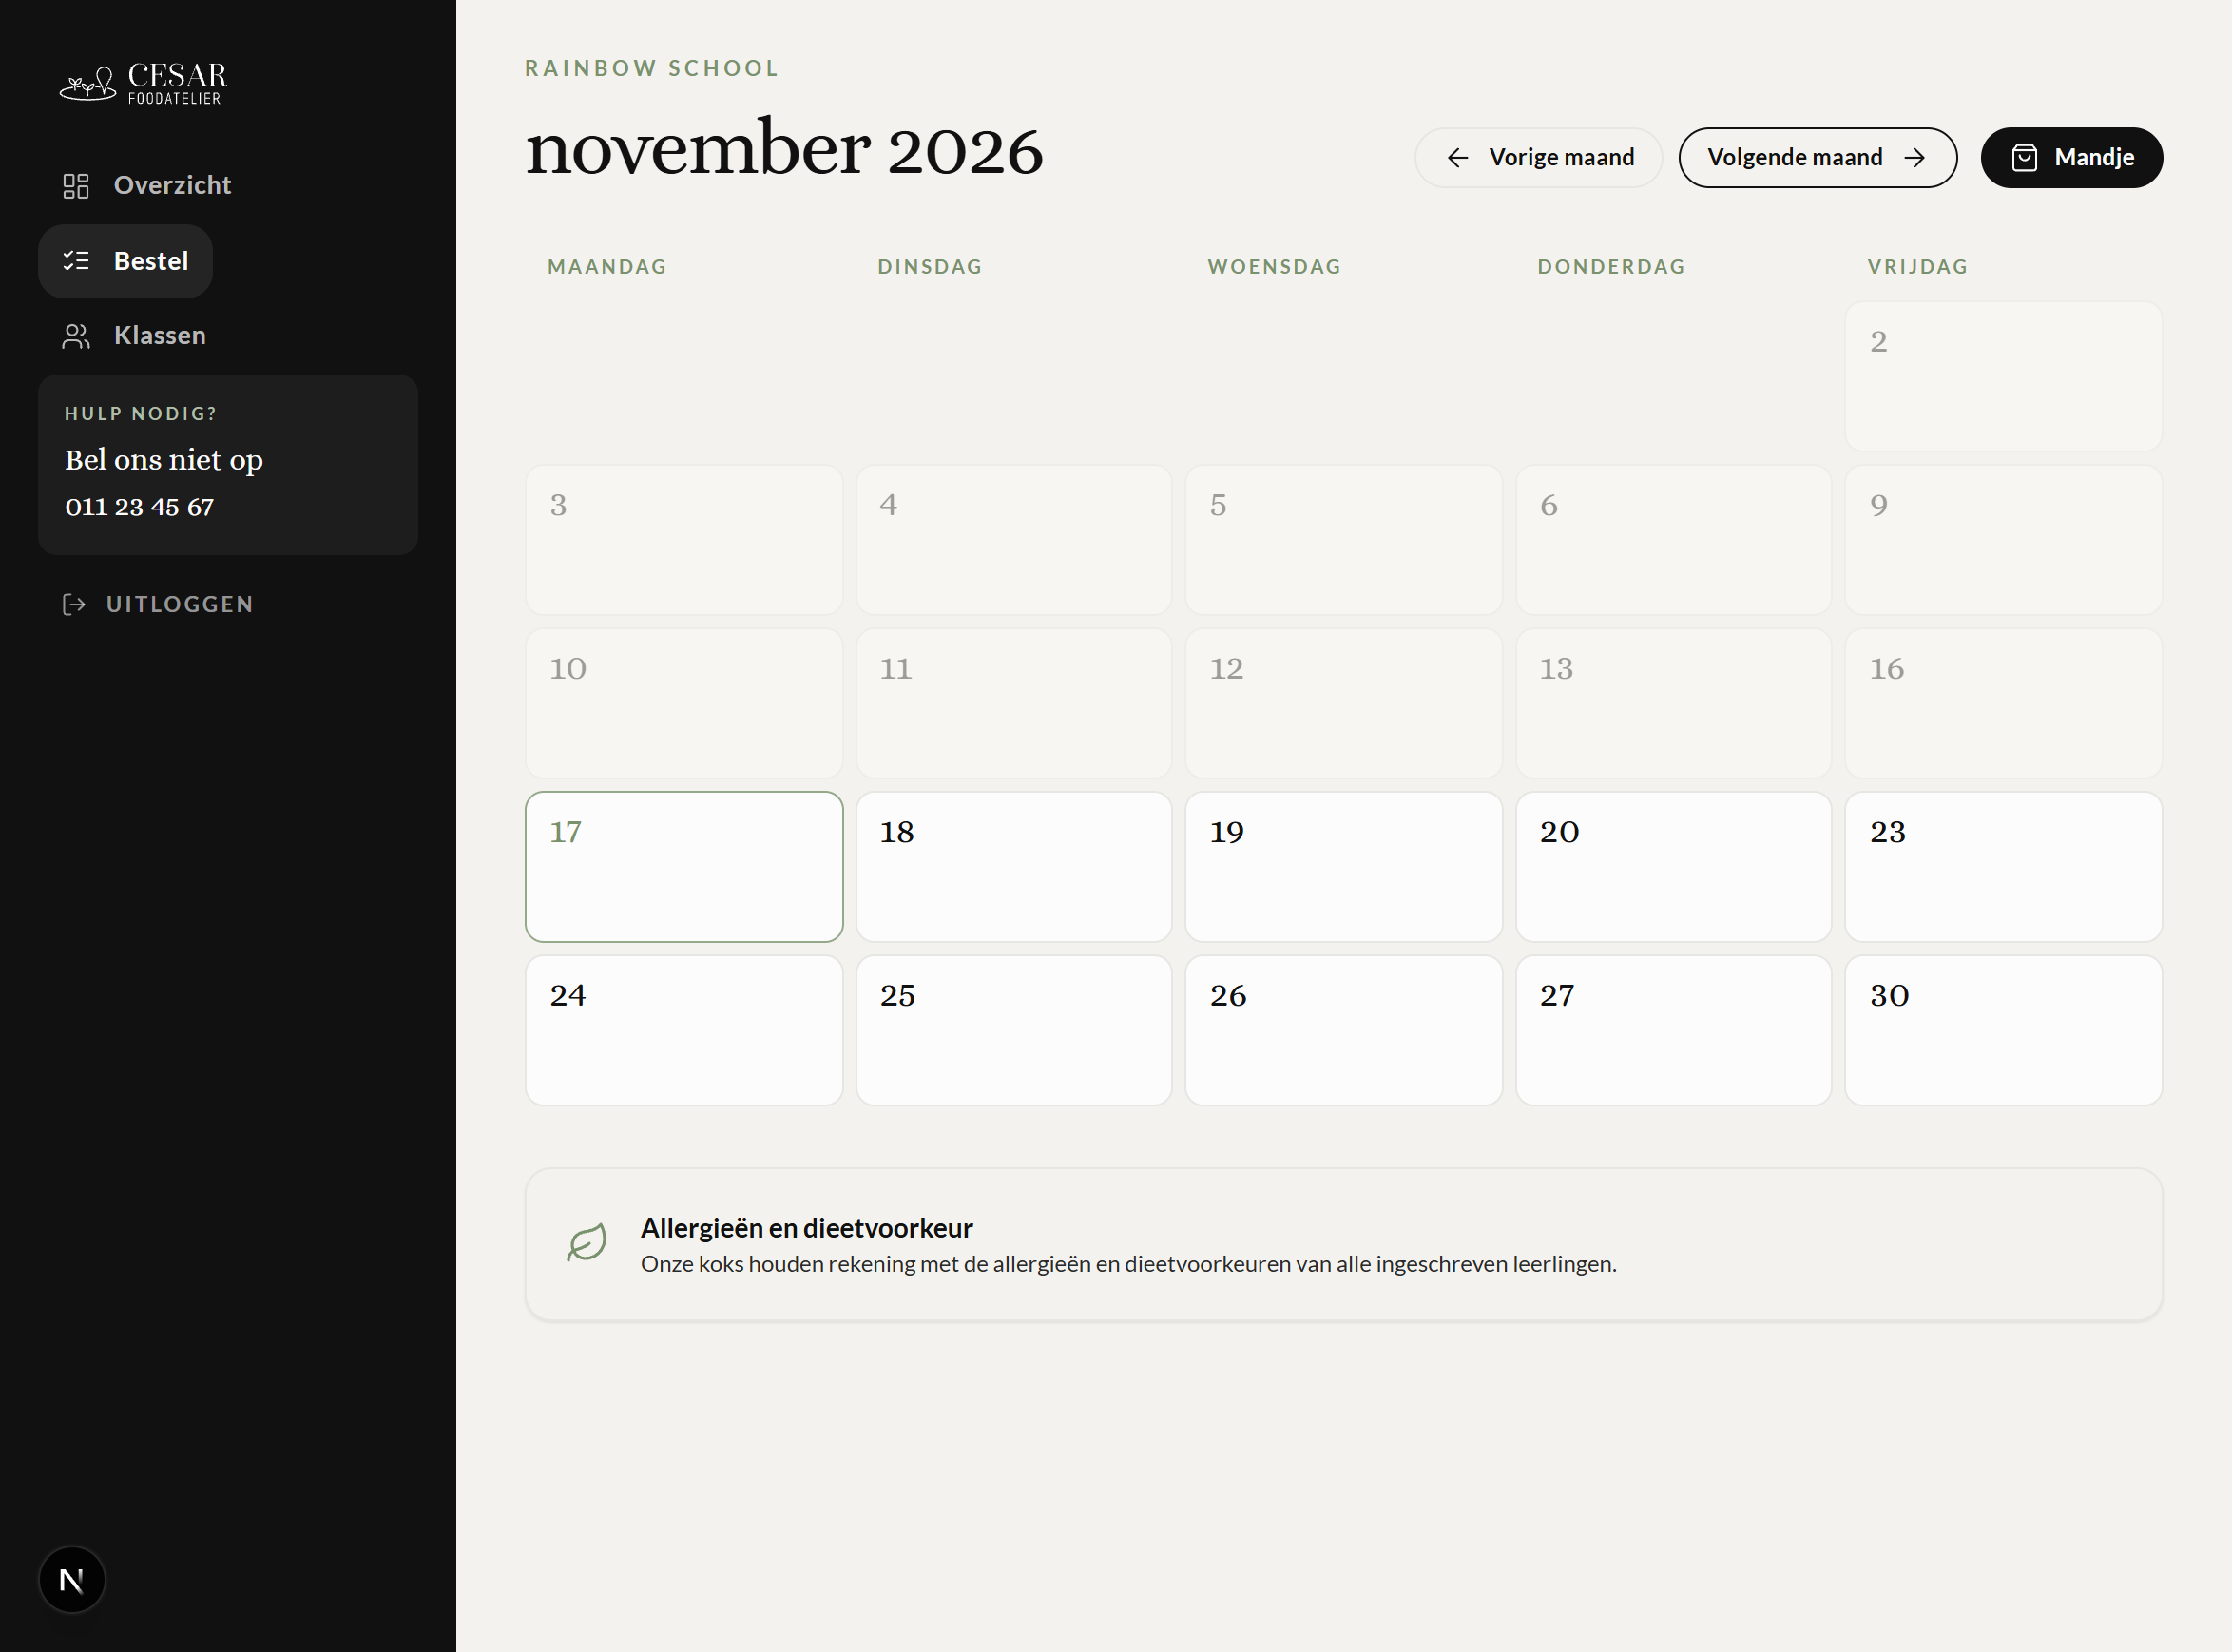 CESAR
FOODATELIER
Overzicht
Bestel
Klassen
HULP NODIG?
Bel ons niet op
011 23 45 67
UITLOGGEN
N
RAINBOW SCHOOL
november 2026
Vorige maand
Volgende maand
Mandje
MAANDAG DINSDAG WOENSDAG DONDERDAG VRIJDAG
2
3 4 5 6 9
10 11 12 13 16
17 18 19 20 23
24 25 26 27 30
Allergieën en dieetvoorkeur
Onze koks houden rekening met de allergieën en dieetvoorkeuren van alle ingeschreven leerlingen.